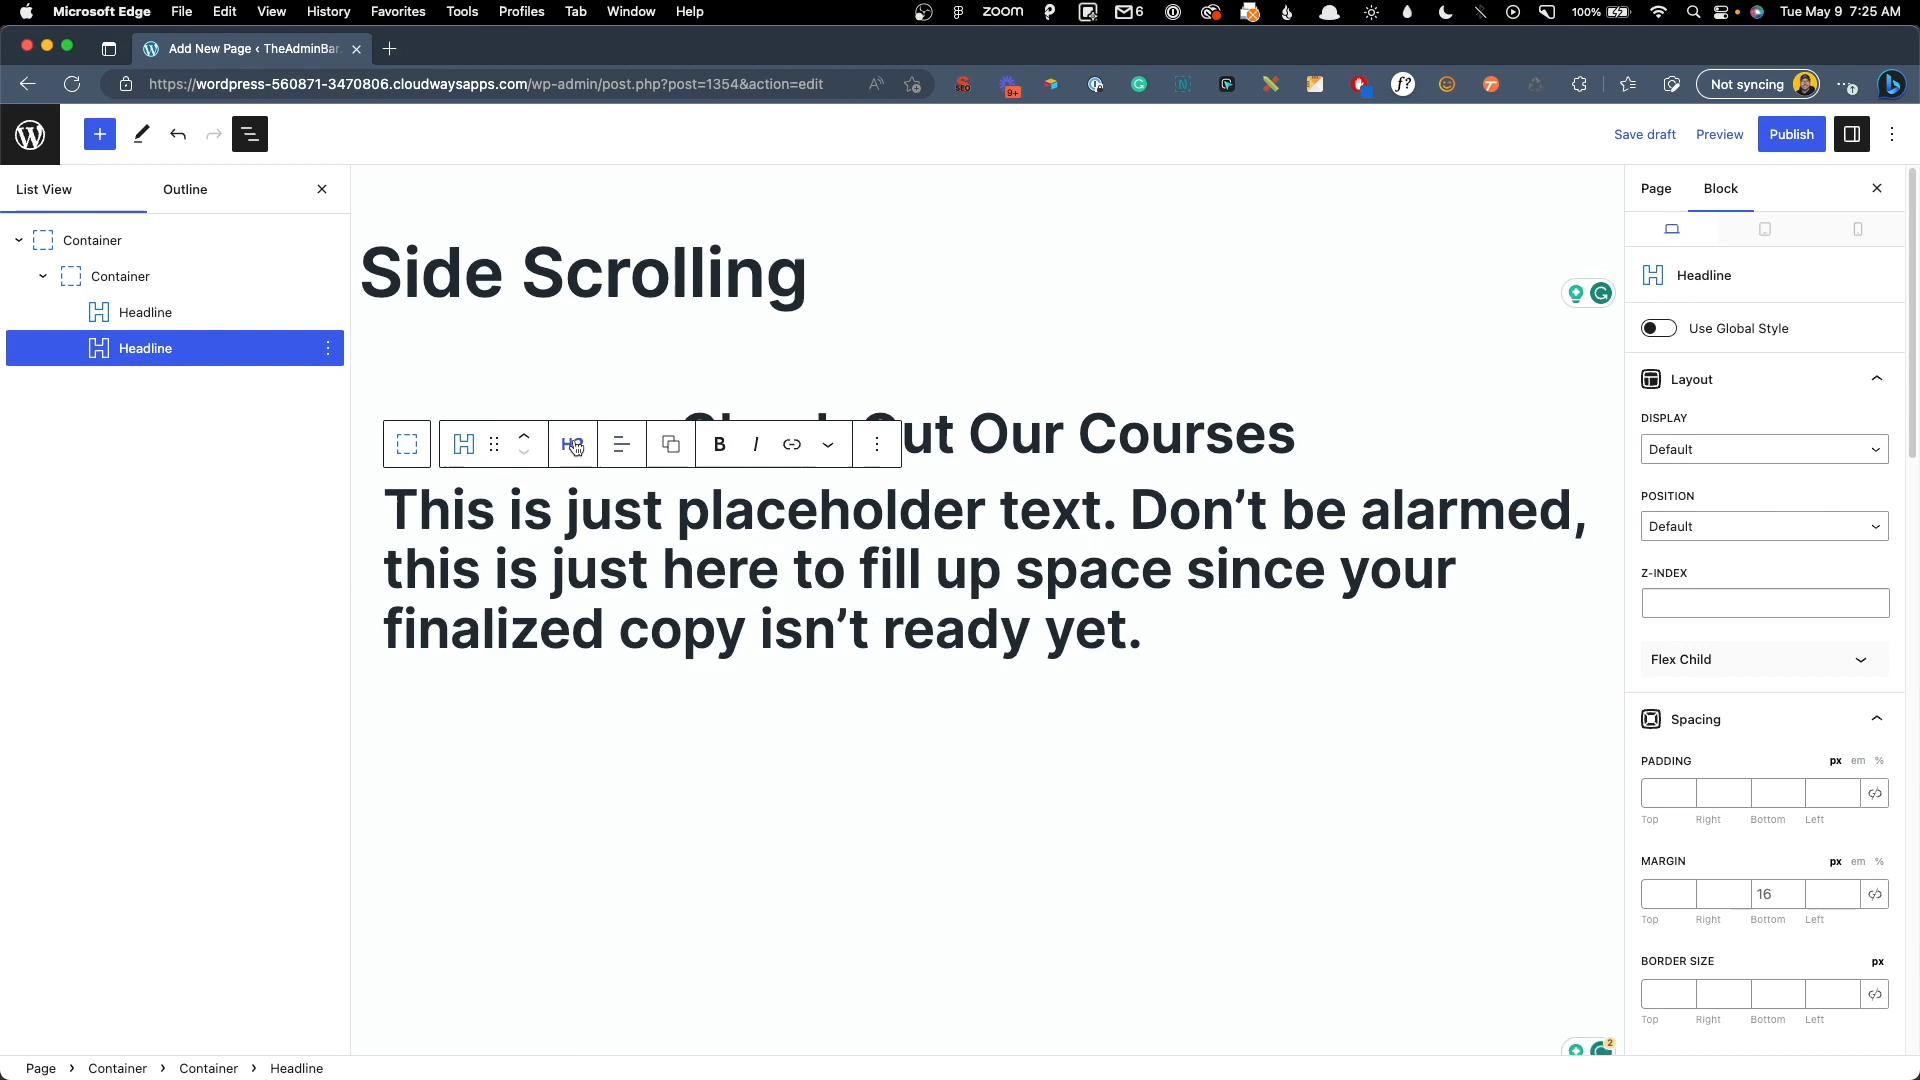 Microsoft Edge File Edit View History Favorites Tools Profiles Tab Window Help zoom 6 100% Tue May 9 7:25 AM
Add New Page ‹ TheAdminBar
https://wordpress-560871-3470806.cloudwaysapps.com/wp-admin/post.php?post=1354&action=edit SEO 9+ f? Not syncing
Save draft Preview Publish
List View Outline
Page Block
Container
Container
Headline
Headline
Side Scrolling
Out Our Courses
B I
This is just placeholder text. Don’t be alarmed,
this is just here to fill up space since your
finalized copy isn’t ready yet.
Headline
Use Global Style
Layout
DISPLAY
Default
POSITION
Default
Z-INDEX
Flex Child
Spacing
PADDING px em %
Top Right Bottom Left
MARGIN px em %
16
Top Right Bottom Left
BORDER SIZE px
Top Right Bottom Left
2
Page › Container › Container › Headline